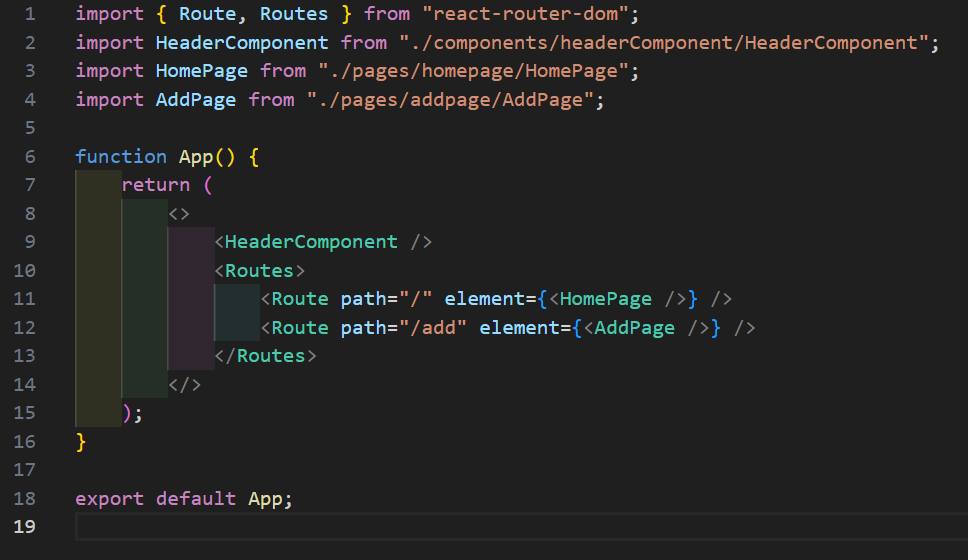 1 import { Route, Routes } from "react-router-dom";
2 import HeaderComponent from "./components/headerComponent/HeaderComponent";
3 import HomePage from "./pages/homepage/HomePage";
4 import AddPage from "./pages/addpage/AddPage";
5
6 function App() {
7     return (
8         <>
9             <HeaderComponent />
10             <Routes>
11                 <Route path="/" element={<HomePage />} />
12                 <Route path="/add" element={<AddPage />} />
13             </Routes>
14         </>
15     );
16 }
17
18 export default App;
19